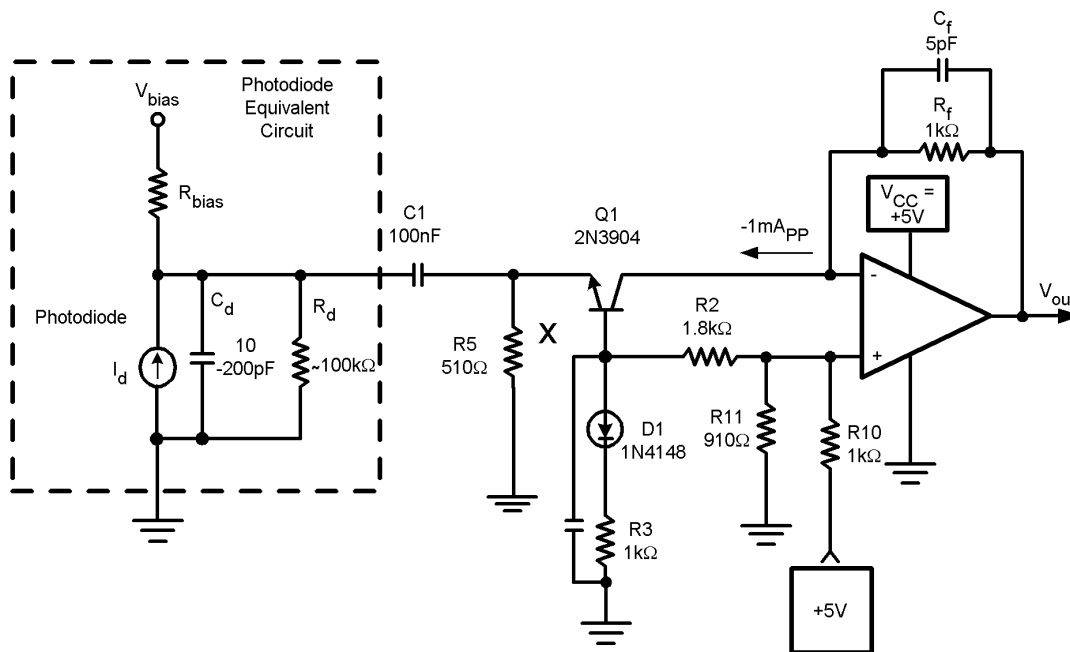 Photodiode
Equivalent
Circuit
V_bias
R_bias
Photodiode
I_d
C_d
10
-200pF
R_d
~100kΩ
C1
100nF
R5
510Ω
X
Q1
2N3904
-1mA_PP
R2
1.8kΩ
D1
1N4148
R3
1kΩ
R11
910Ω
R10
1kΩ
+5V
C_f
5pF
R_f
1kΩ
V_CC =
+5V
-
+
V_ou